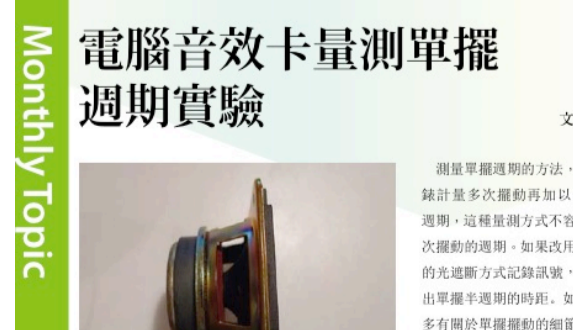 Monthly Topic
電腦音效卡量測單擺
週期實驗
文
測量單擺週期的方法，
錶計量多次擺動再加以
週期，這種量測方式不容
次擺動的週期。如果改用
的光遮斷方式記錄訊號，
出單擺半週期的時距。如
多有關於單擺擺動的細節